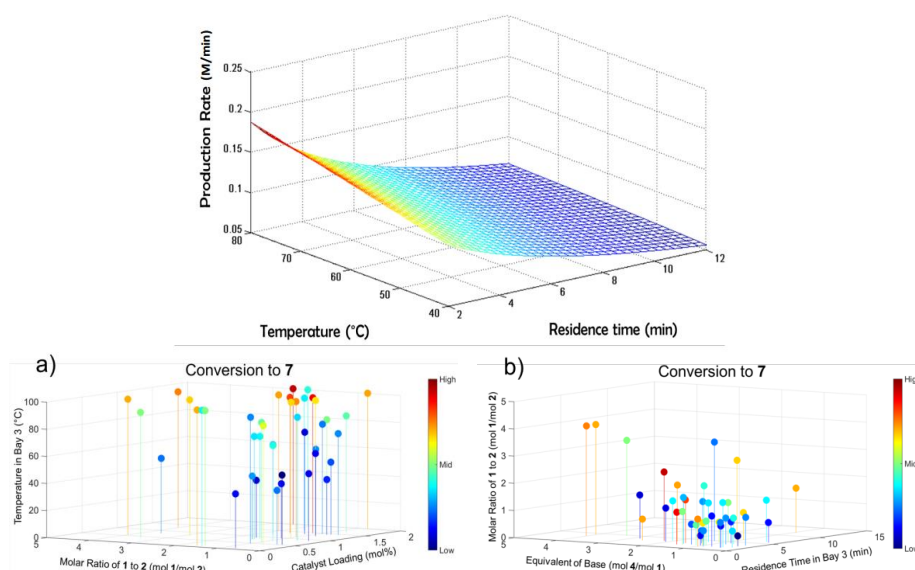 Production Rate (M/min)
0.25
0.2
0.15
0.1
0.05
80
70
60
50
40
2
4
6
8
10
12
Temperature (°C)
Residence time (min)
a)
Conversion to 7
High
Mid
Low
Temperature in Bay 3 (°C)
100
80
60
40
20
0
5
4
3
2
1
0
0
0.5
1
1.5
2
Molar Ratio of 1 to 2 (mol 1/mol 2)
Catalyst Loading (mol%)
b)
Conversion to 7
Mid
Molar Ratio of 1 to 2 (mol 1/mol 2)
5
4
3
2
1
0
4
3
2
1
0
0
5
10
15
Equivalent of Base (mol 4/mol 1)
Residence Time in Bay 3 (min)